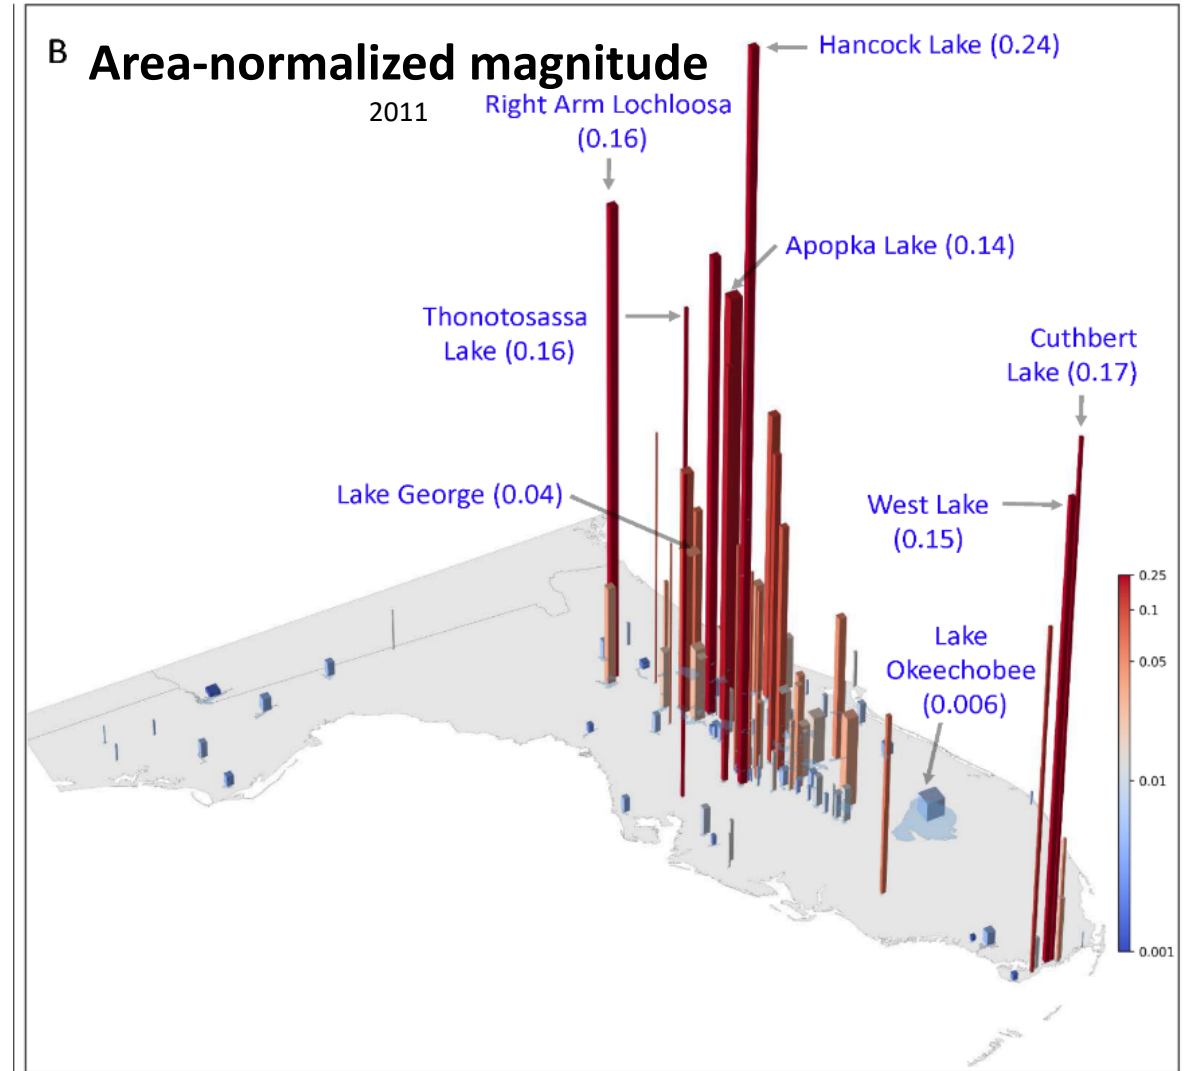 B Area-normalized magnitude
2011
Hancock Lake (0.24)
Right Arm Lochloosa
(0.16)
Apopka Lake (0.14)
Thonotosassa
Lake (0.16)
Cuthbert
Lake (0.17)
Lake George (0.04)
West Lake
(0.15)
Lake
Okeechobee
(0.006)
0.25
0.1
0.05
0.01
0.001